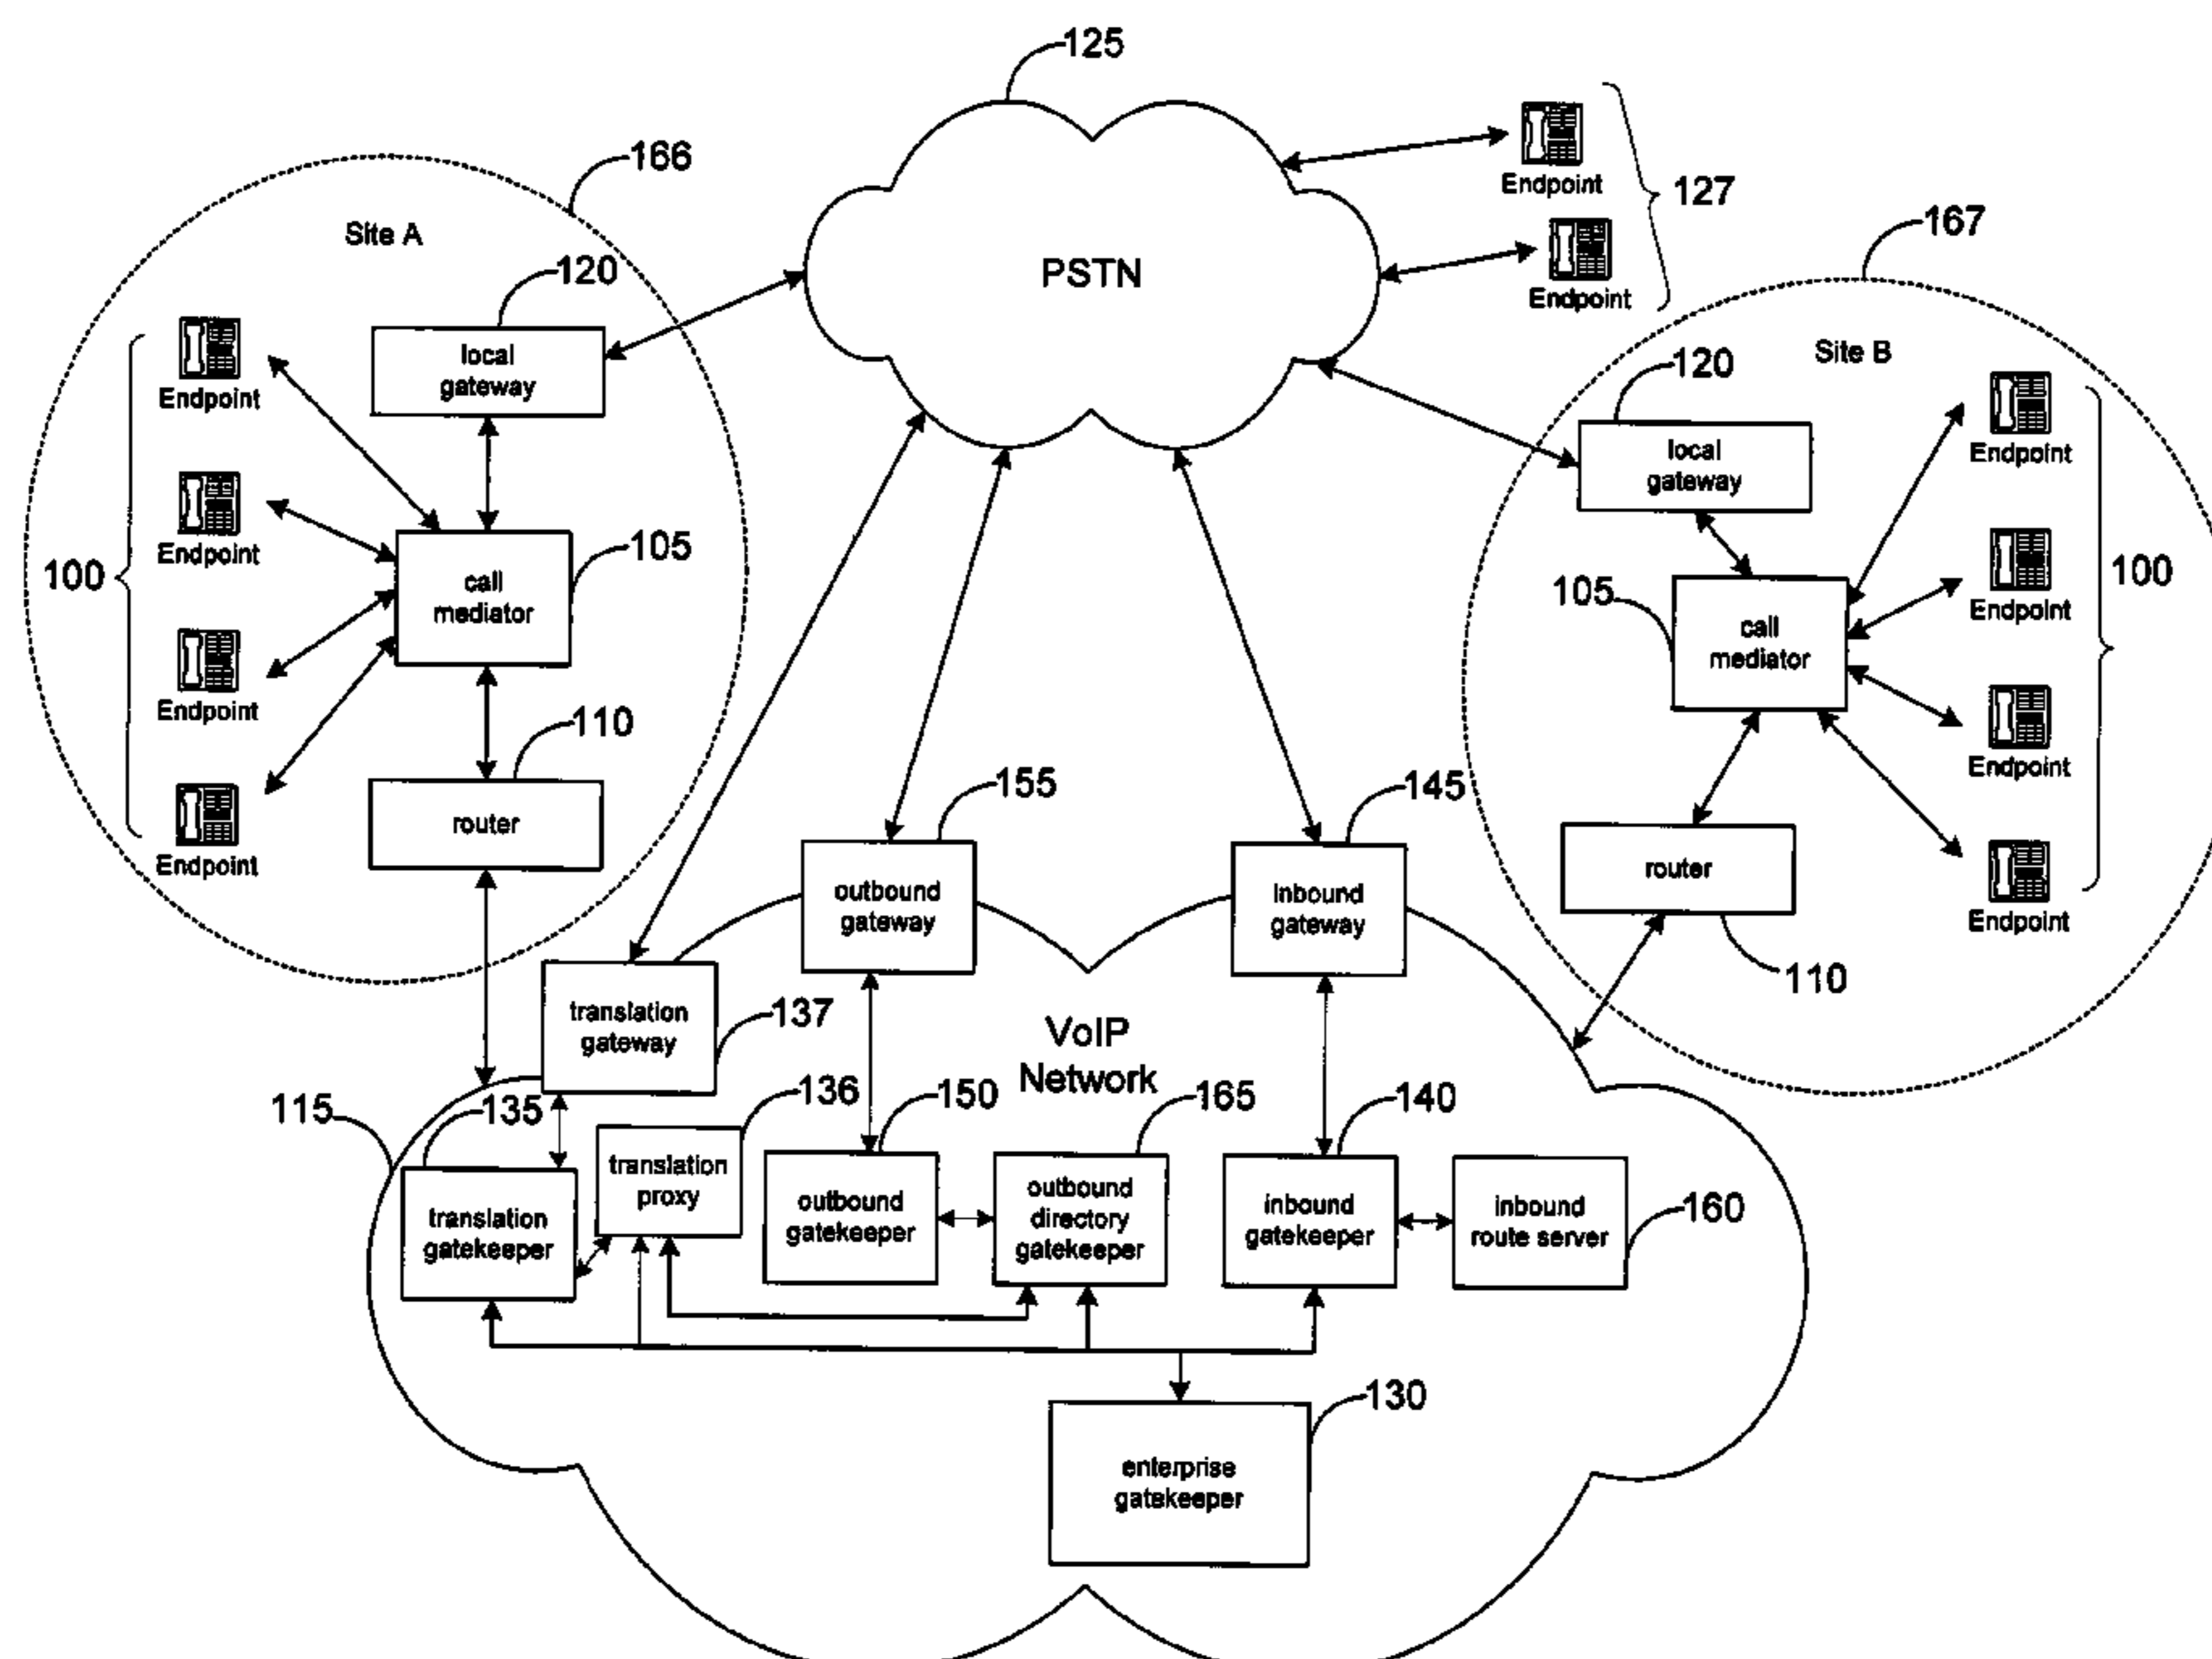 125
166
Site A
120
local
gateway
Endpoint
Endpoint
Endpoint
Endpoint
100
call
mediator
105
110
router
PSTN
Endpoint
Endpoint
127
167
Site B
120
local
gateway
Endpoint
Endpoint
Endpoint
Endpoint
100
105
call
mediator
router
110
155
outbound
gateway
145
inbound
gateway
translation
gateway
137
VoIP
Network
115
135
translation
gatekeeper
136
translation
proxy
150
outbound
gatekeeper
165
outbound
directory
gatekeeper
140
inbound
gatekeeper
inbound
route server
160
130
enterprise
gatekeeper